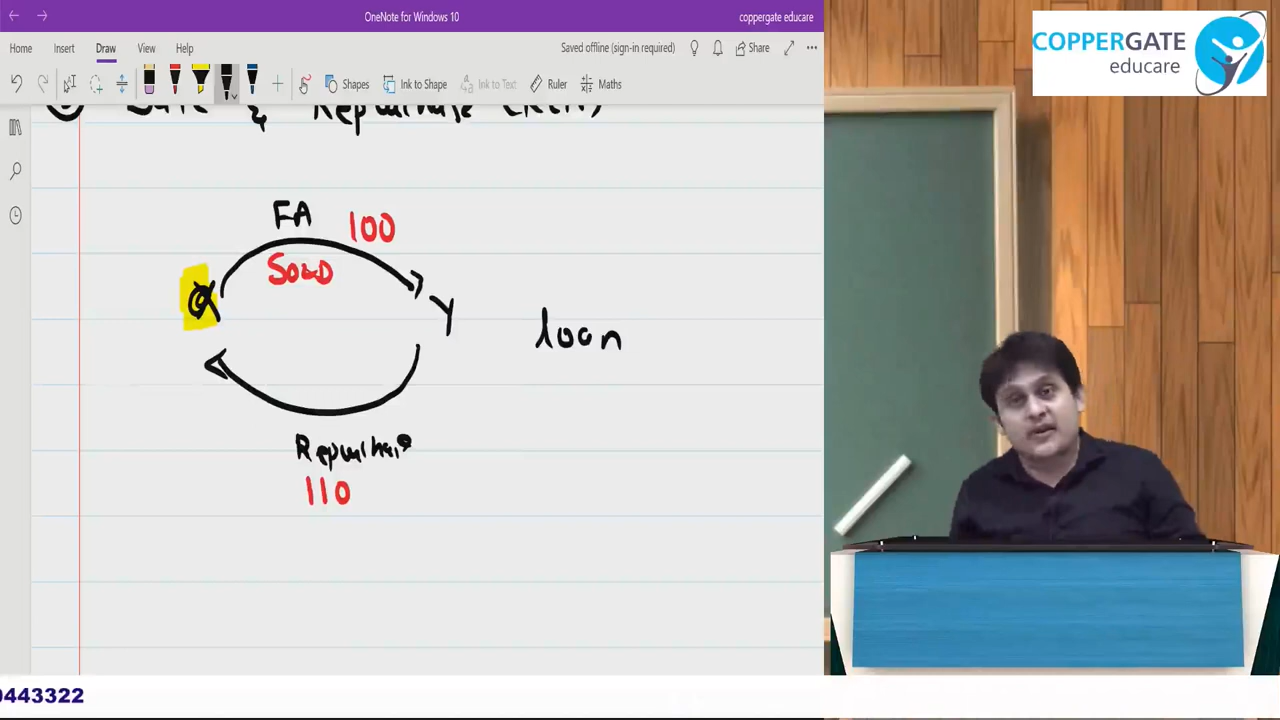 OneNote for Windows 10
coppergate educare
Home Insert Draw View Help
Saved offline (sign-in required)
Share
Shapes
Ink to Shape
Ink to Text
Ruler
Maths
COPPERGATE
educare
&
FA
100
SOLD
Y
loan
110
0443322